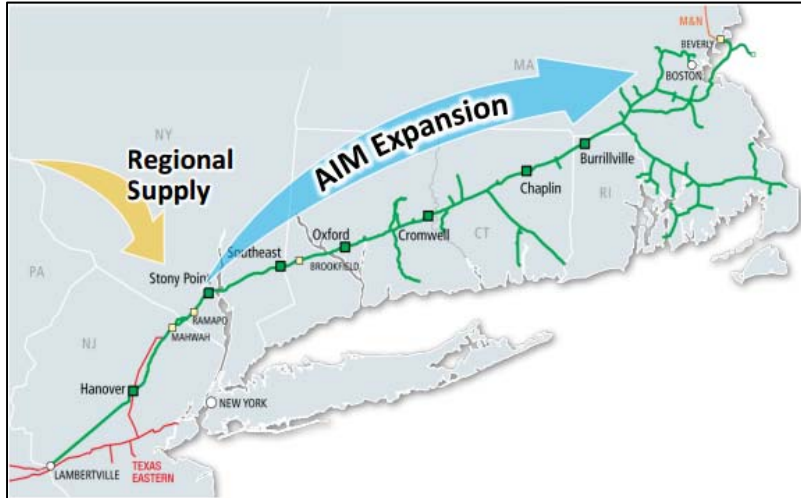 M&N
BEVERLY
BOSTON
MA
NY
AIM Expansion
Regional
Supply
Burrillville
Chaplin
RI
Oxford
Cromwell
Southeast
CT
BROOKFIELD
Stony Point
PA
RAMAPO
MAHWAH
NJ
Hanover
NEW YORK
LAMBERTVILLE
TEXAS
EASTERN